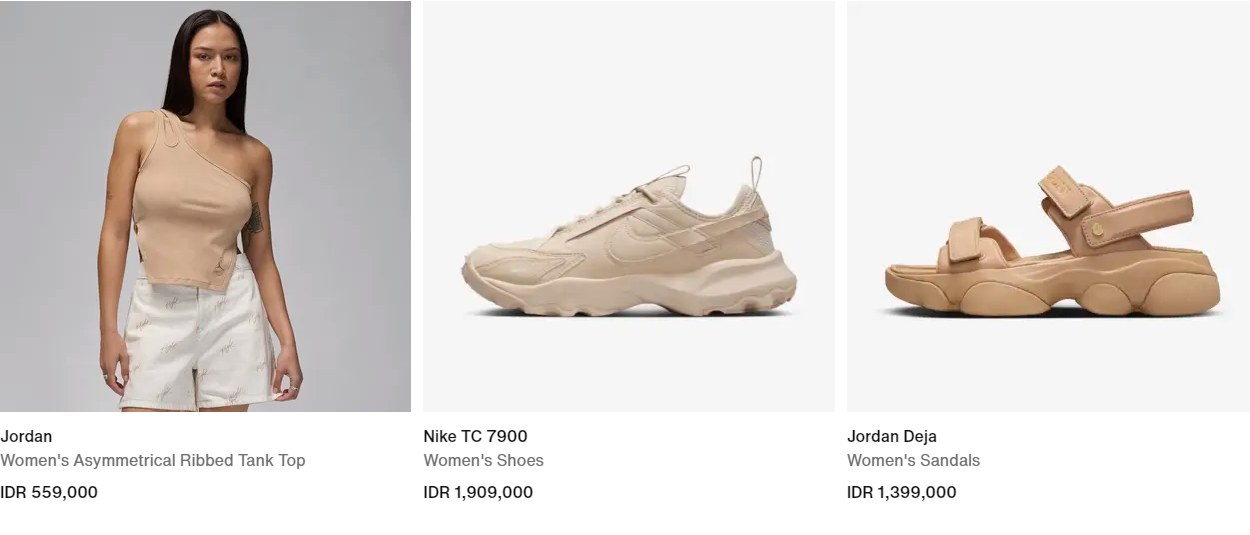 Jordan
Women's Asymmetrical Ribbed Tank Top
IDR 559,000
Nike TC 7900
Women's Shoes
IDR 1,909,000
Jordan Deja
Women's Sandals
IDR 1,399,000